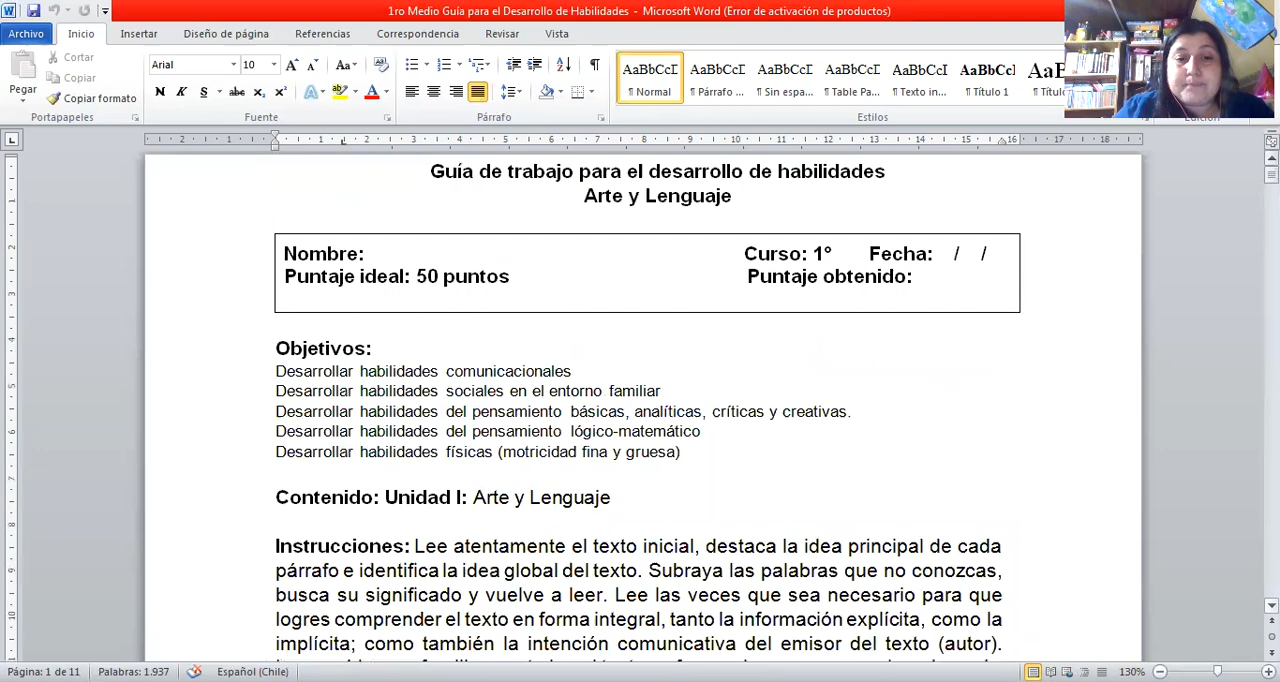 1ro Medio Guía para el Desarrollo de Habilidades - Microsoft Word (Error de activación de productos)
Archivo Inicio Insertar Diseño de página Referencias Correspondencia Revisar Vista
Cortar
Copiar
Copiar formato
Pegar
Arial 10
AaBbCcD AaBbCcD AaBbCcD AaBbCcD AaBbCcD AaBbCcI AaB
¶ Normal ¶ Párrafo ... ¶ Sin espa... ¶ Table Pa... ¶ Texto in... ¶ Título 1
Portapapeles Fuente Párrafo Estilos
Guía de trabajo para el desarrollo de habilidades
Arte y Lenguaje
Nombre: Curso: 1° Fecha: / /
Puntaje ideal: 50 puntos Puntaje obtenido:
Objetivos:
Desarrollar habilidades comunicacionales
Desarrollar habilidades sociales en el entorno familiar
Desarrollar habilidades del pensamiento básicas, analíticas, críticas y creativas.
Desarrollar habilidades del pensamiento lógico-matemático
Desarrollar habilidades físicas (motricidad fina y gruesa)
Contenido: Unidad I: Arte y Lenguaje
Instrucciones: Lee atentamente el texto inicial, destaca la idea principal de cada
párrafo e identifica la idea global del texto. Subraya las palabras que no conozcas,
busca su significado y vuelve a leer. Lee las veces que sea necesario para que
logres comprender el texto en forma integral, tanto la información explícita, como la
implícita; como también la intención comunicativa del emisor del texto (autor).
Página: 1 de 11 Palabras: 1.937 Español (Chile) 130%